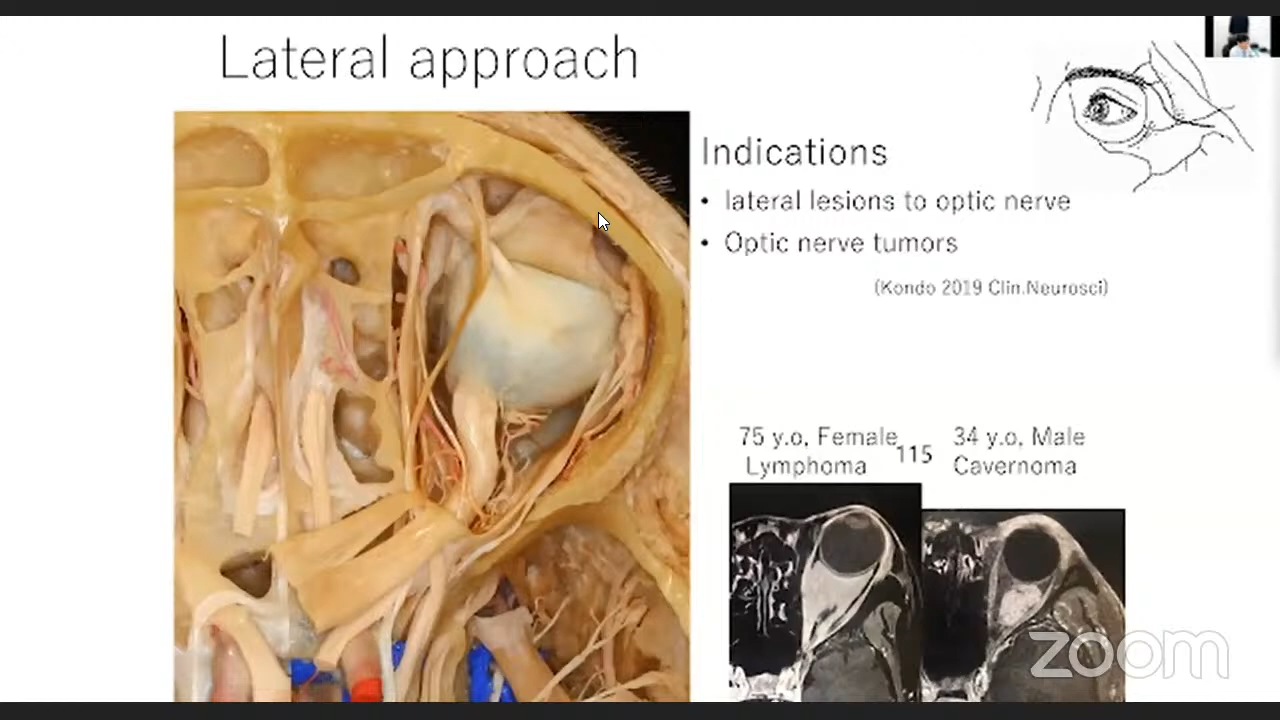 Lateral approach
Indications
• lateral lesions to optic nerve
• Optic nerve tumors
(Kondo 2019 Clin.Neurosci)
75 y.o, Female
Lymphoma
115
34 y.o, Male
Cavernoma
zoom